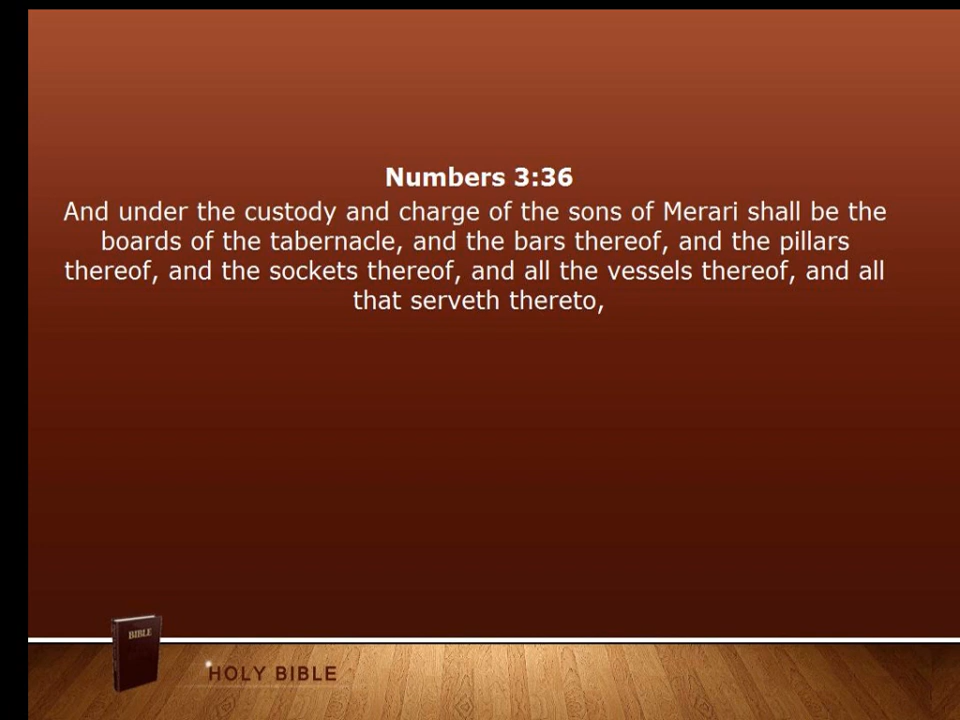 Numbers 3:36
And under the custody and charge of the sons of Merari shall be the
boards of the tabernacle, and the bars thereof, and the pillars
thereof, and the sockets thereof, and all the vessels thereof, and all
that serveth thereto,
BIBLE
HOLY BIBLE